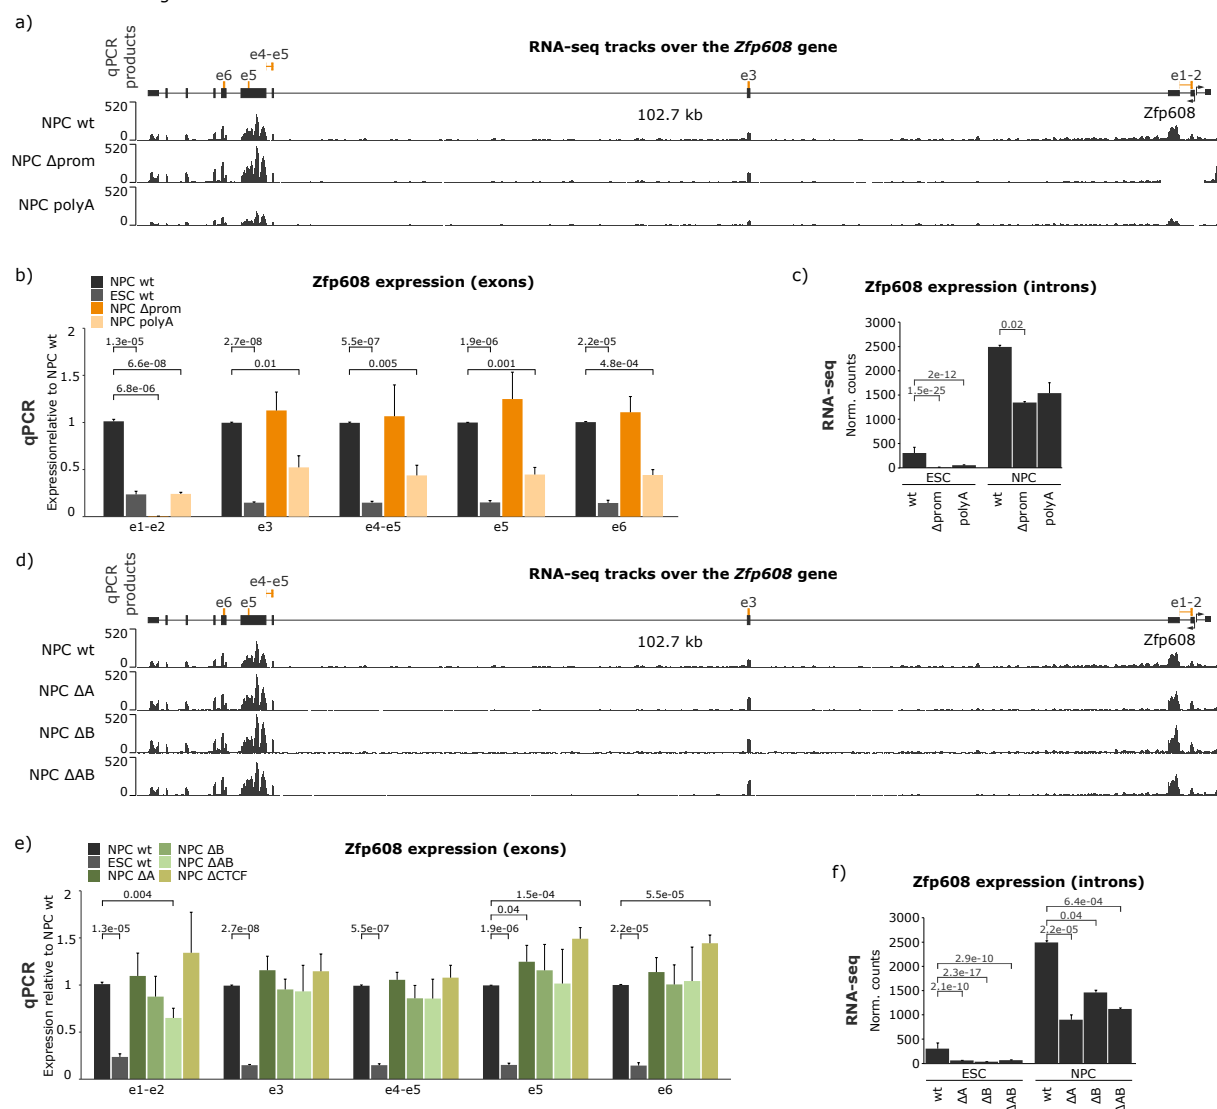 a)
RNA-seq tracks over the Zfp608 gene
qPCR
products
e4-e5
e6
e5
e3
e1-2
102.7 kb
Zfp608
NPC wt
520
0
NPC Δprom
520
0
NPC polyA
520
0
b)
Zfp608 expression (exons)
NPC wt
ESC wt
NPC Δprom
NPC polyA
qPCR
Expressionrelative to NPC wt
2
1.5
1
0.5
0
1.3e-05
6.6e-08
6.8e-06
2.7e-08
0.01
5.5e-07
0.005
1.9e-06
0.001
2.2e-05
4.8e-04
e1-e2
e3
e4-e5
e5
e6
c)
Zfp608 expression (introns)
RNA-seq
Norm. counts
3000
2500
2000
1500
1000
500
0
0.02
2e-12
1.5e-25
ESC
NPC
wt
Δprom
polyA
wt
Δprom
polyA
d)
RNA-seq tracks over the Zfp608 gene
qPCR
products
e4-e5
e6
e5
e3
e1-2
102.7 kb
Zfp608
NPC wt
520
0
NPC ΔA
520
0
NPC ΔB
520
0
NPC ΔAB
520
0
e)
Zfp608 expression (exons)
NPC wt
ESC wt
NPC ΔA
NPC ΔB
NPC ΔAB
NPC ΔCTCF
qPCR
Expression relative to NPC wt
2
1.5
1
0.5
0
0.004
1.3e-05
2.7e-08
5.5e-07
1.5e-04
0.04
1.9e-06
5.5e-05
2.2e-05
e1-e2
e3
e4-e5
e5
e6
f)
Zfp608 expression (introns)
RNA-seq
Norm. counts
3000
2500
2000
1500
1000
500
0
6.4e-04
0.04
2.2e-05
2.9e-10
2.3e-17
2.1e-10
ESC
NPC
wt
ΔA
ΔB
ΔAB
wt
ΔA
ΔB
ΔAB